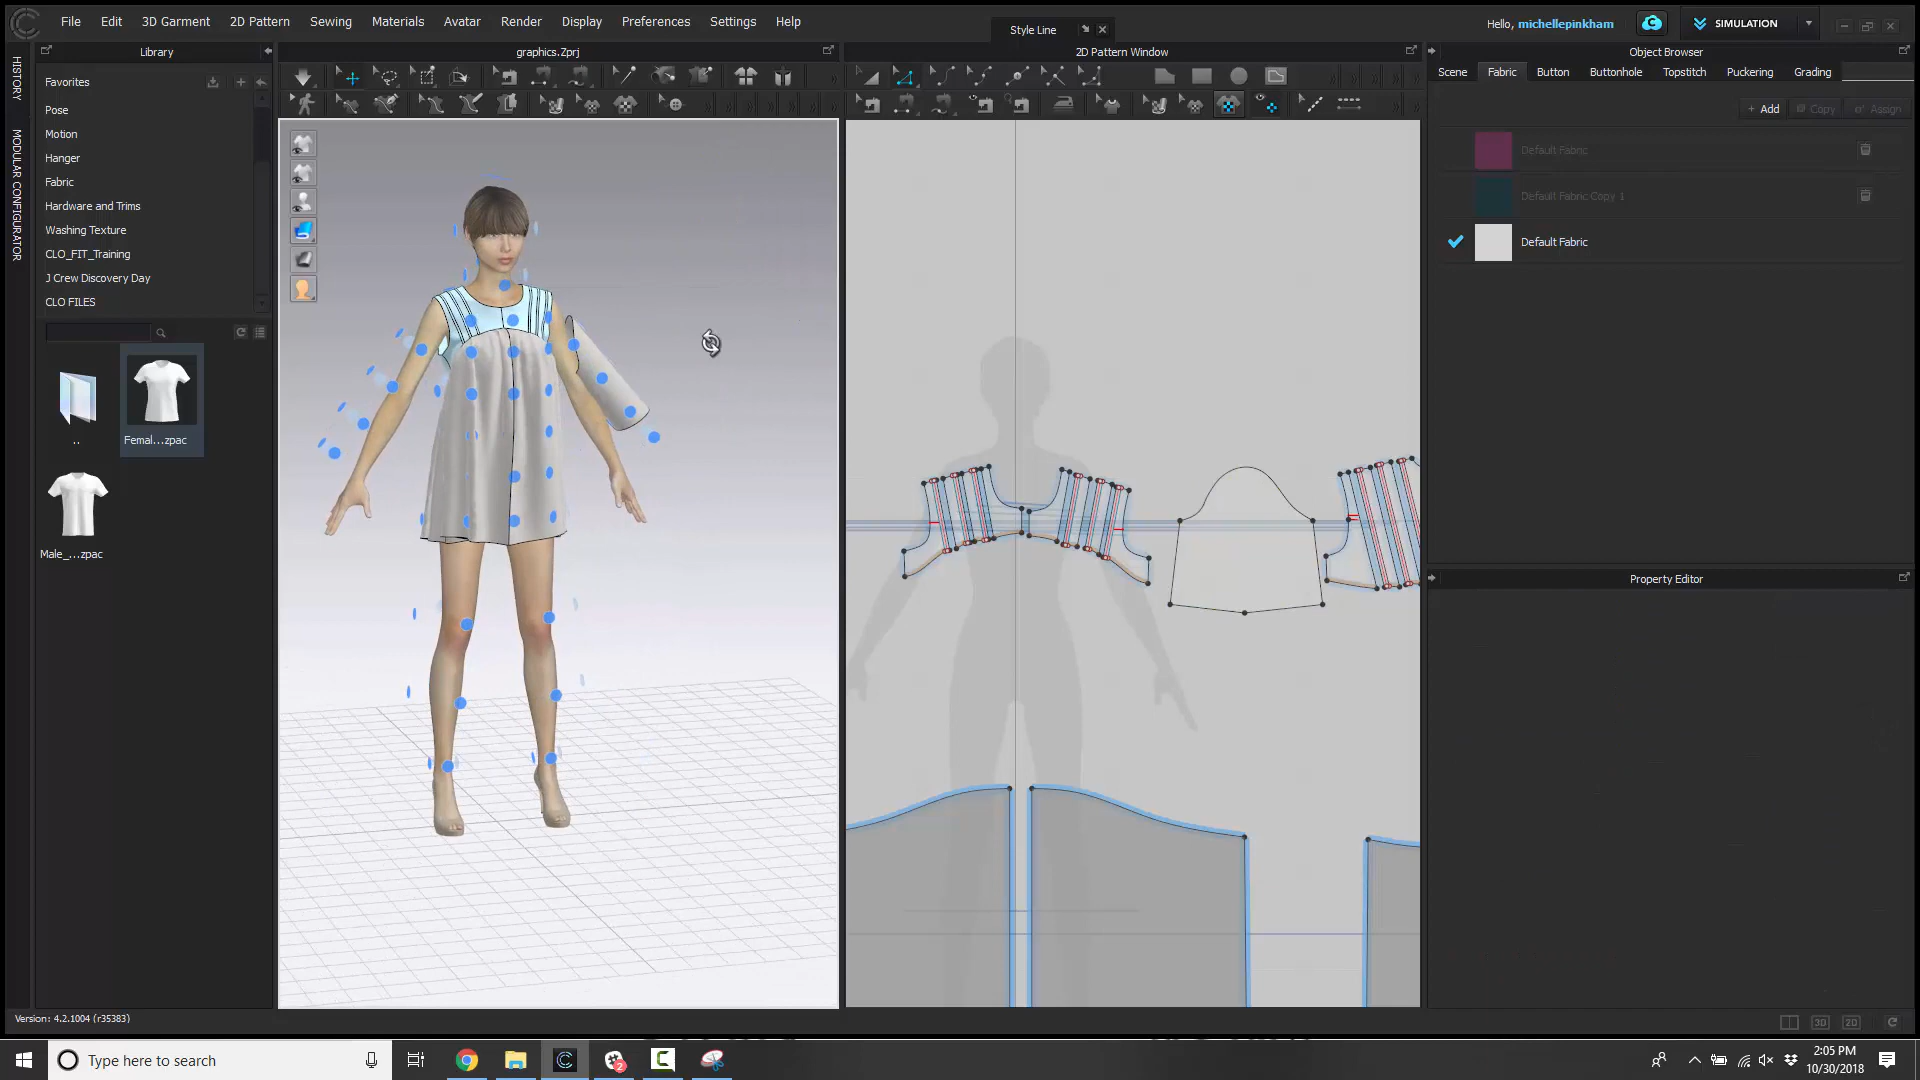 File Edit 3D Garment 2D Pattern Sewing Materials Avatar Render Display Preferences Settings Help
Style Line
Hello, michellepinkham
SIMULATION
HISTORY
MODULAR CONFIGURATOR
Library
graphics.Zprj
2D Pattern Window
Object Browser
Favorites
Pose
Motion
Hanger
Fabric
Hardware and Trims
Washing Texture
CLO_FIT_Training
J Crew Discovery Day
CLO FILES
..
Femal...zpac
Male_...zpac
Scene Fabric Button Buttonhole Topstitch Puckering Grading
+ Add Copy Assign
Default Fabric
Default Fabric Copy 1
Default Fabric
Property Editor
Version: 4.2.1004 (r35383)
3D 2D
Type here to search
2
2:05 PM
10/30/2018